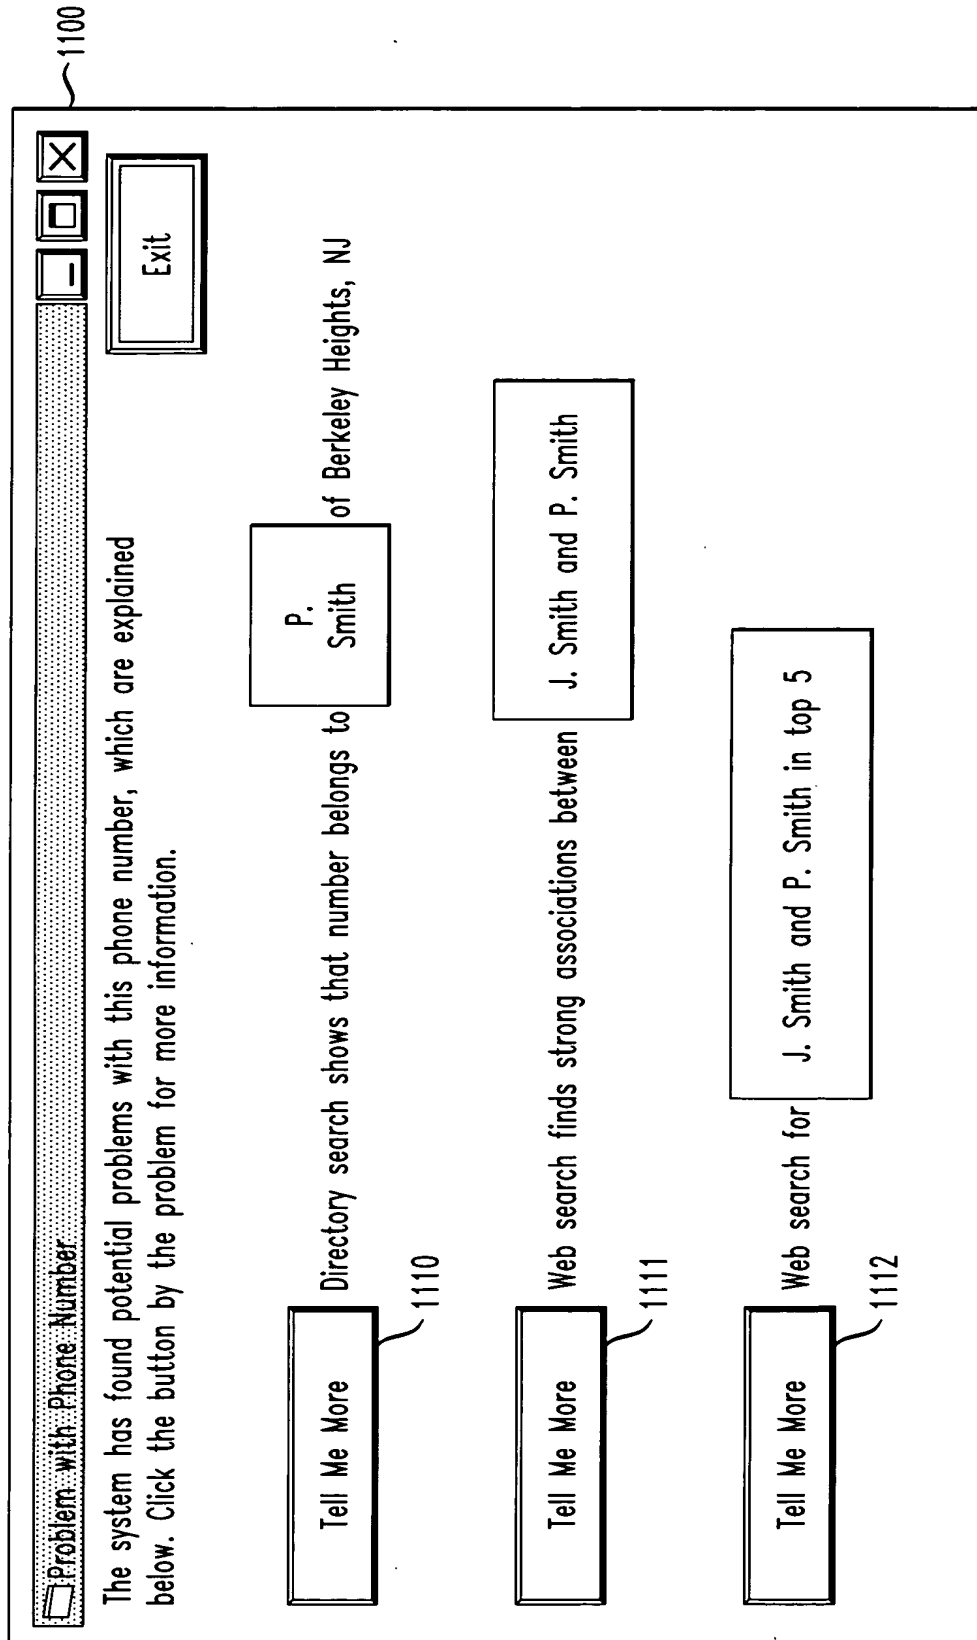 1100
Problem with Phone Number
Exit
The system has found potential problems with this phone number, which are explained
below. Click the button by the problem for more information.
Tell Me More
1110
Directory search shows that number belongs to
P.
Smith
of Berkeley Heights, NJ
Tell Me More
1111
Web search finds strong associations between
J. Smith and P. Smith
Tell Me More
1112
Web search for
J. Smith and P. Smith in top 5